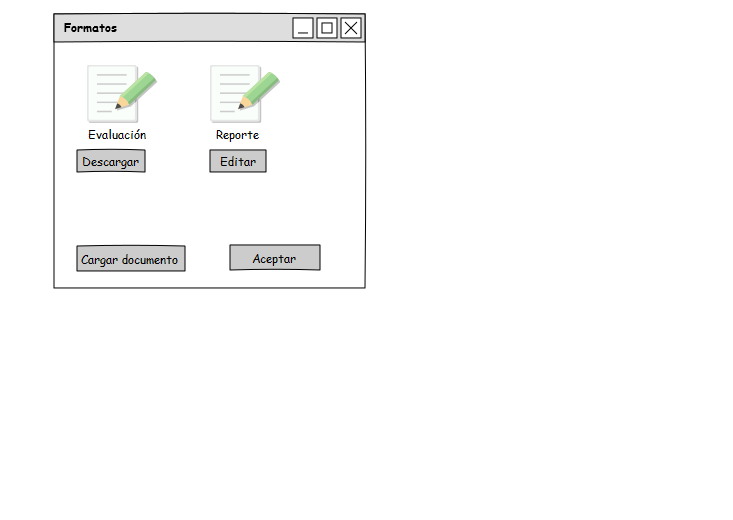 Formatos
Evaluación
Reporte
Descargar
Editar
Cargar documento
Aceptar